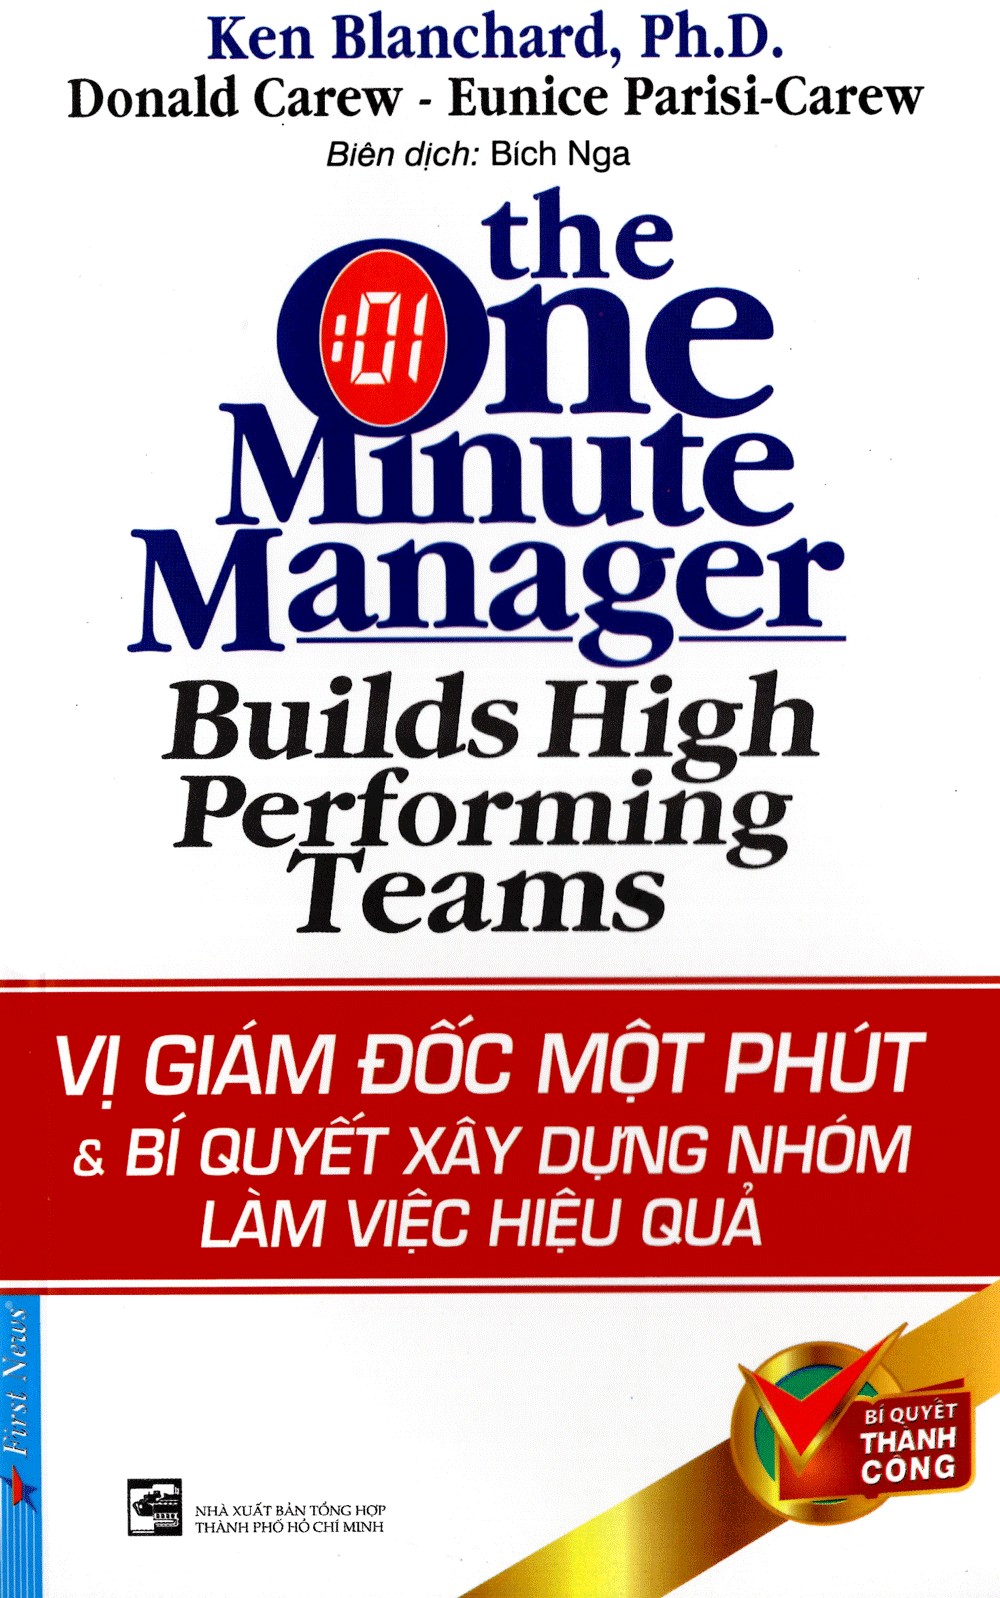 Ken Blanchard, Ph.D.
Donald Carew - Eunice Parisi-Carew
Biên dịch: Bích Nga
the
:01
One
Minute
Manager
Builds High
Performing
Teams
VỊ GIÁM ĐỐC MỘT PHÚT
& BÍ QUYẾT XÂY DỰNG NHÓM
LÀM VIỆC HIỆU QUẢ
First News®
BÍ QUYẾT
THÀNH
CÔNG
NHÀ XUẤT BẢN TỔNG HỢP
THÀNH PHỐ HỒ CHÍ MINH